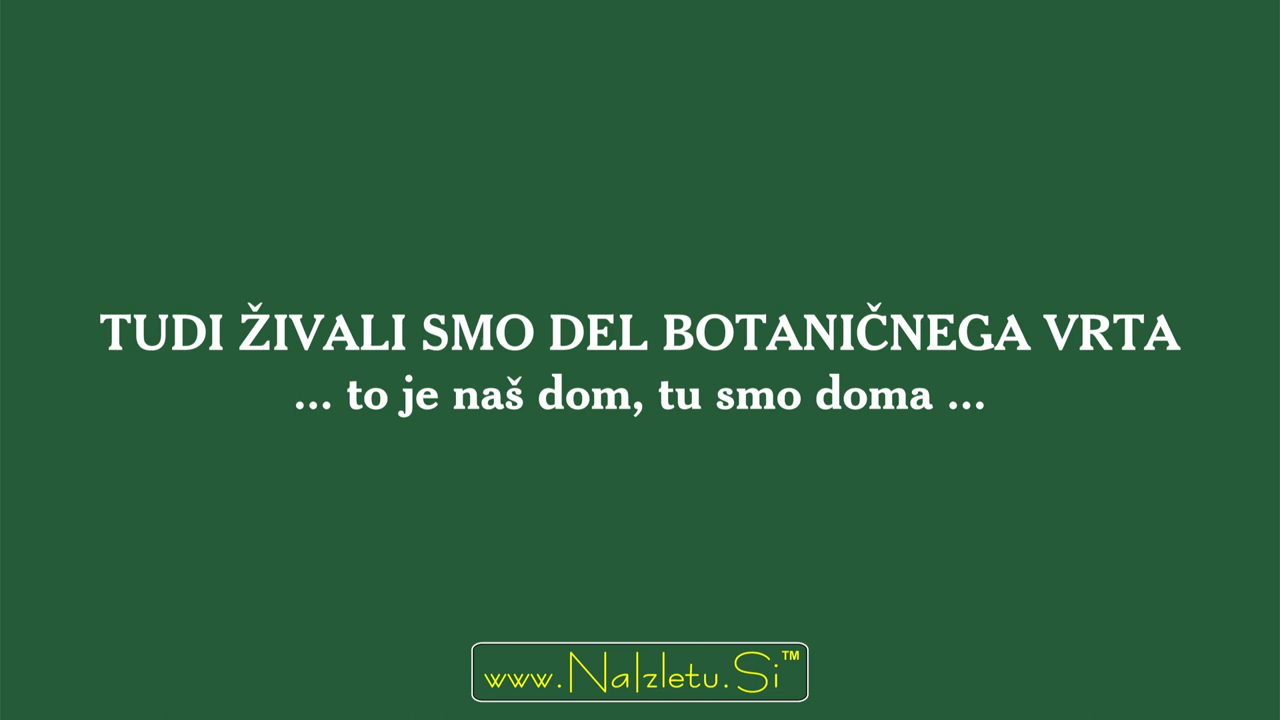 TUDI ŽIVALI SMO DEL BOTANIČNEGA VRTA
... to je naš dom, tu smo doma ...
www.NaIzletu.Si™